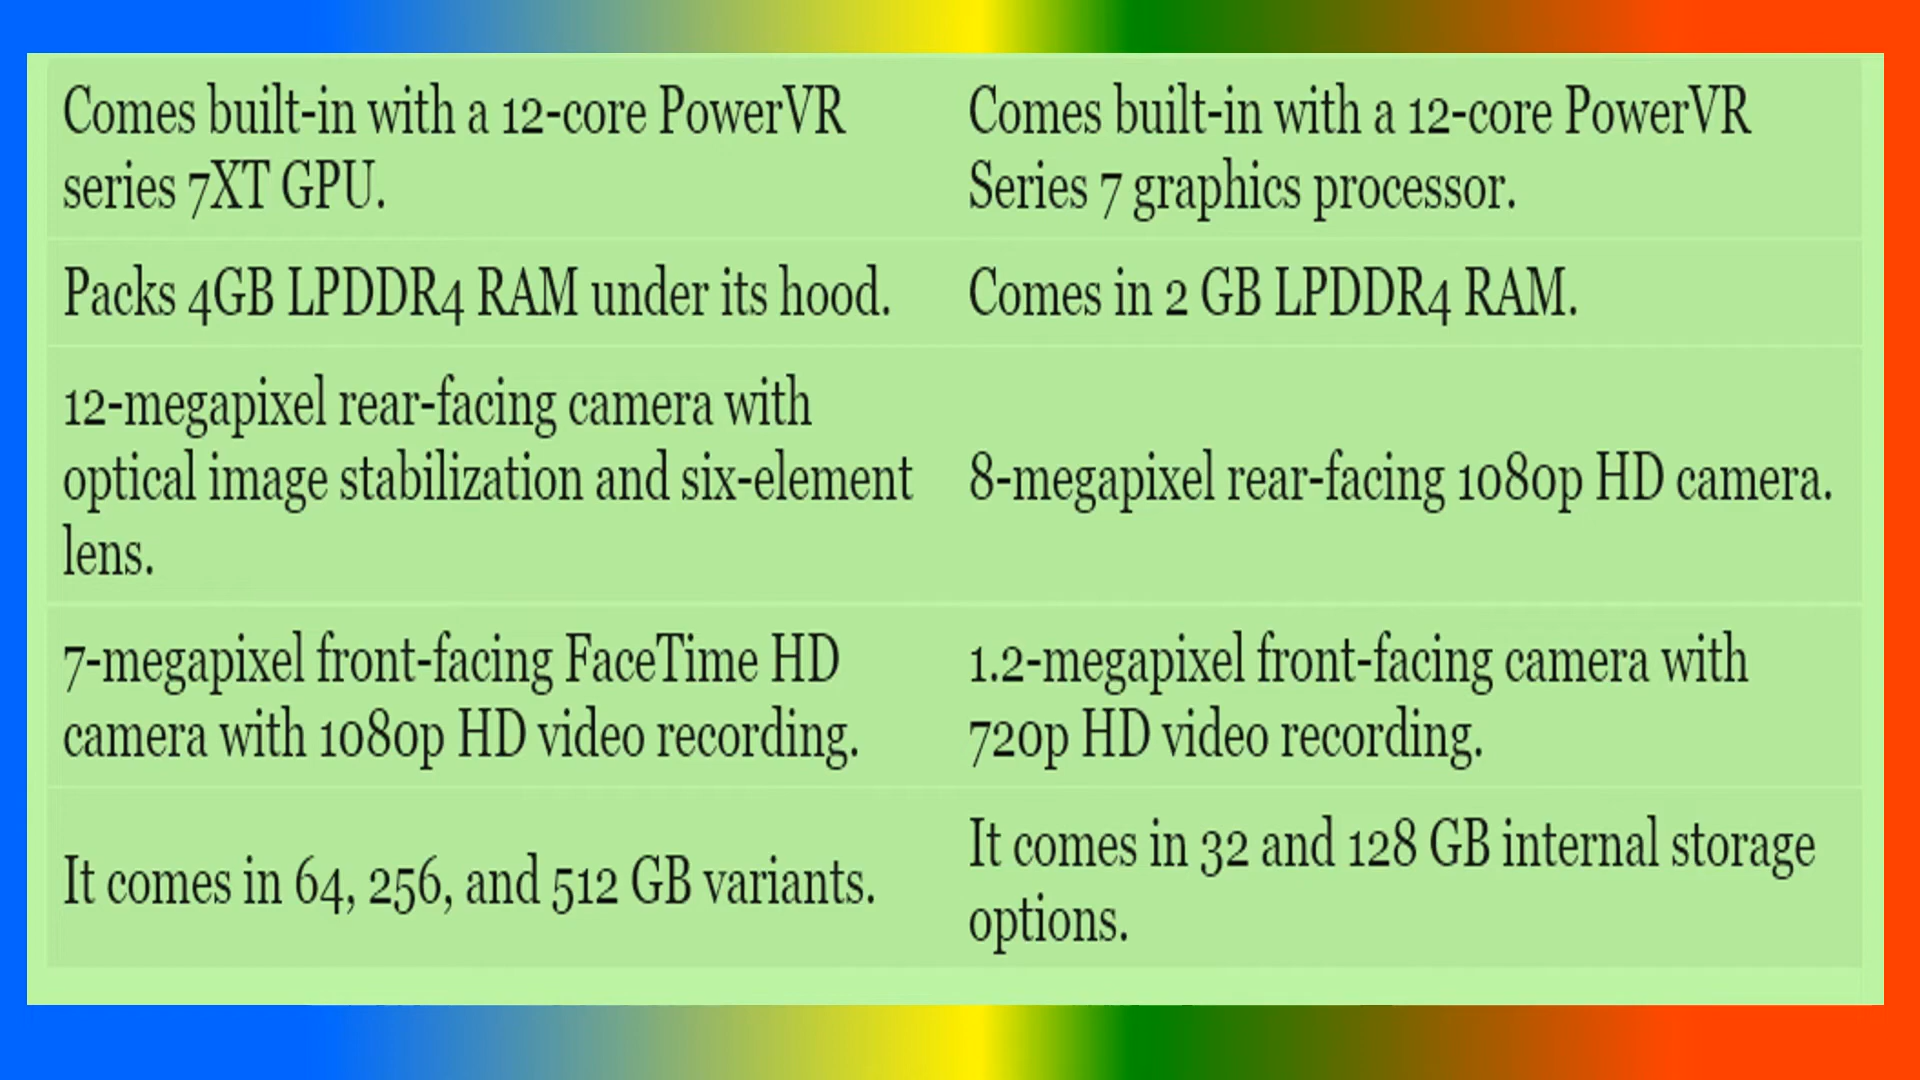 Comes built-in with a 12-core PowerVR
series 7XT GPU.
Comes built-in with a 12-core PowerVR
Series 7 graphics processor.
Packs 4GB LPDDR4 RAM under its hood.
Comes in 2 GB LPDDR4 RAM.
12-megapixel rear-facing camera with
optical image stabilization and six-element
lens.
8-megapixel rear-facing 1080p HD camera.
7-megapixel front-facing FaceTime HD
camera with 1080p HD video recording.
1.2-megapixel front-facing camera with
720p HD video recording.
It comes in 64, 256, and 512 GB variants.
It comes in 32 and 128 GB internal storage
options.